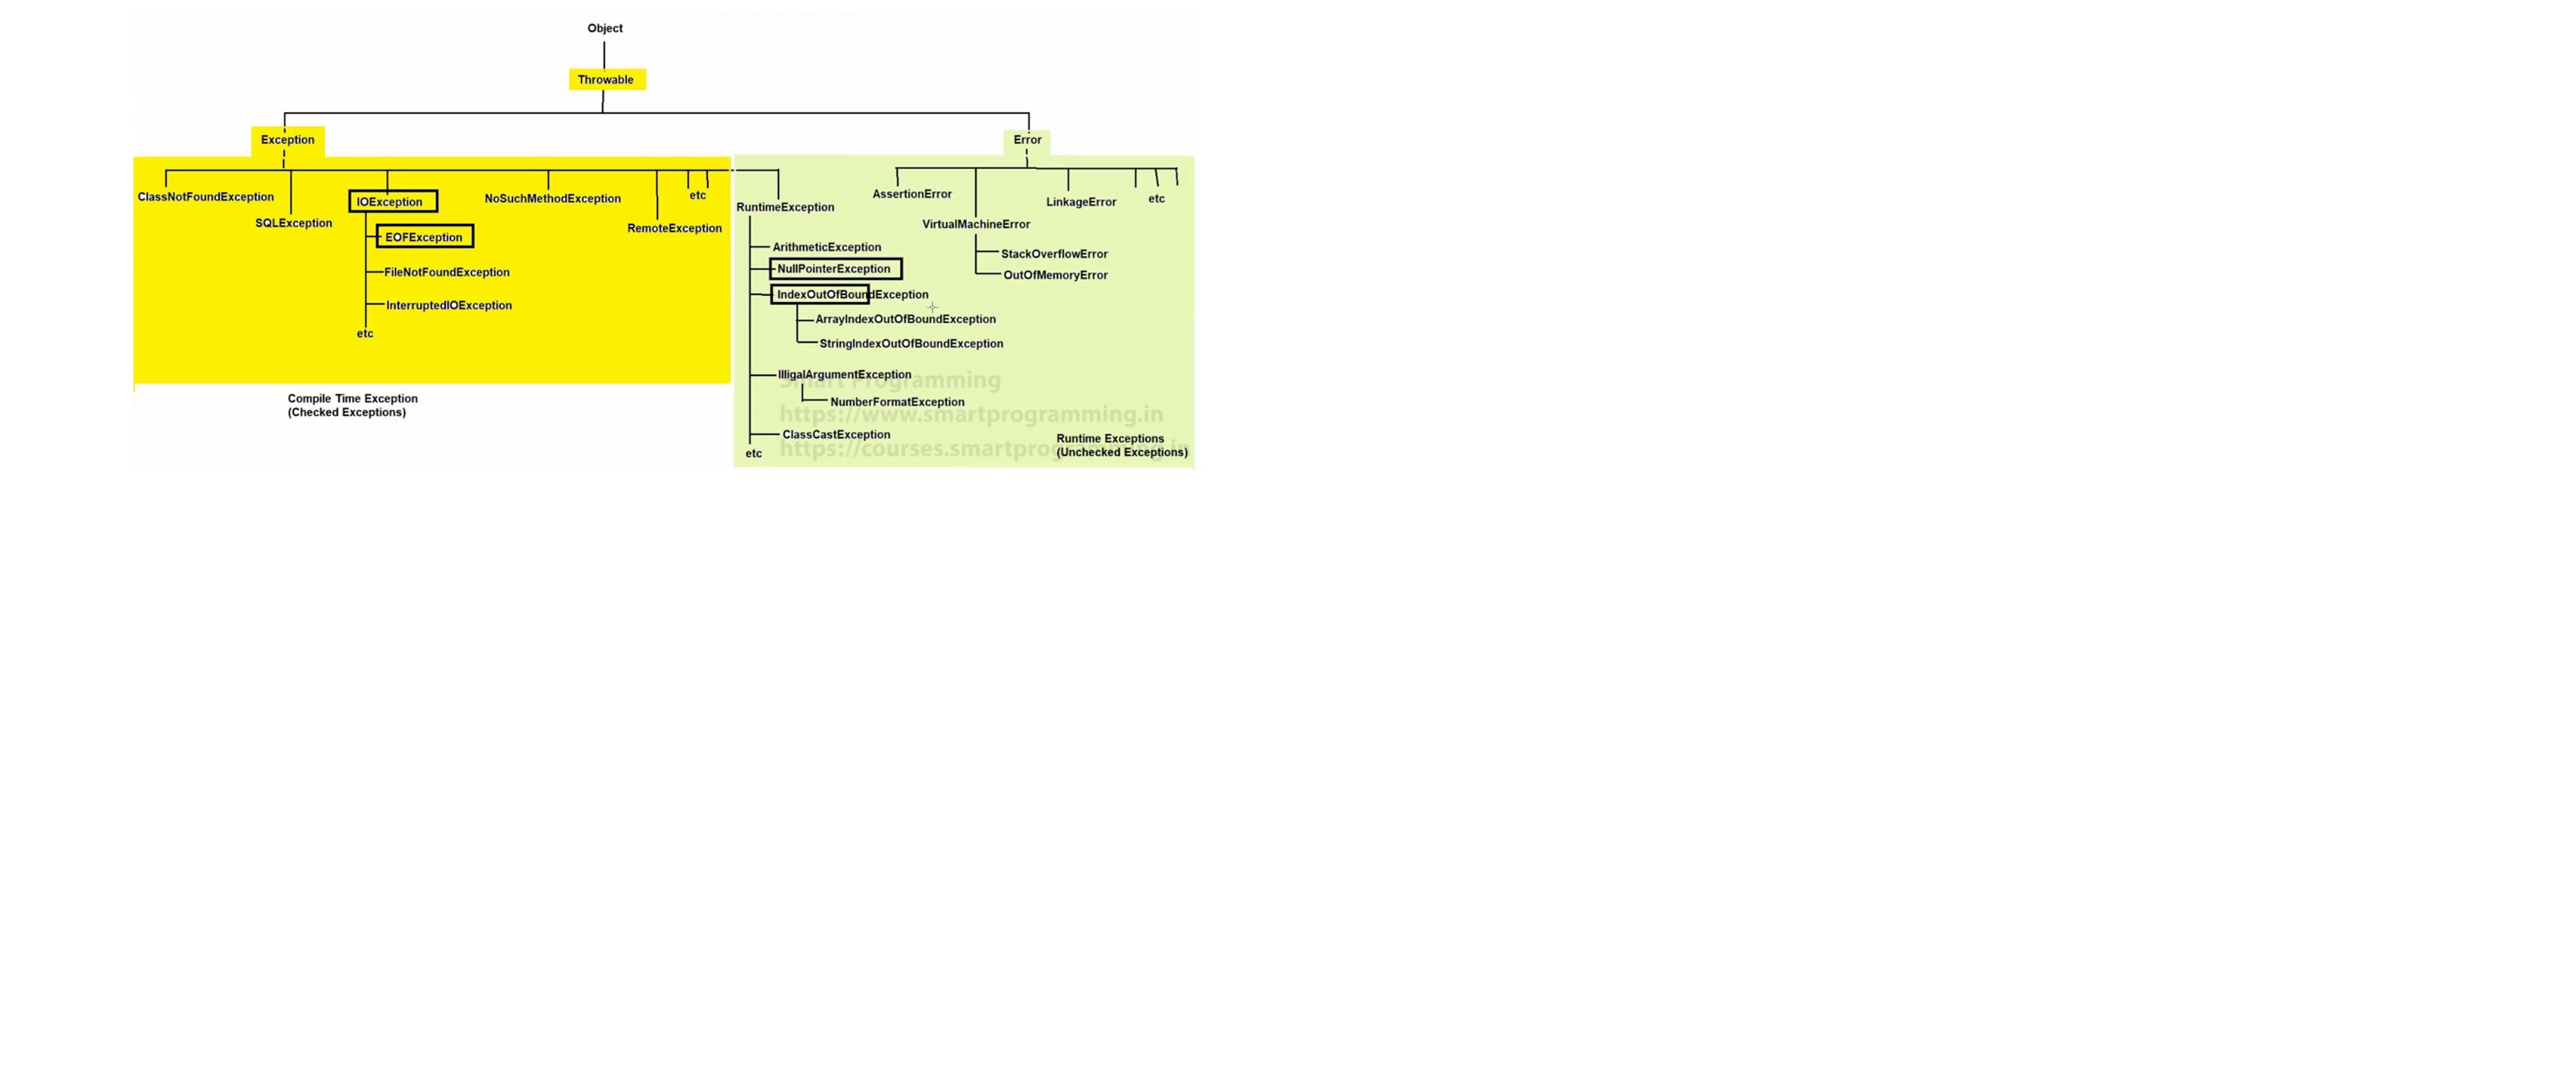 Object
Throwable
Exception
Error
ClassNotFoundException
SQLException
IOException
EOFException
FileNotFoundException
InterruptedIOException
etc
NoSuchMethodException
RemoteException
etc
RuntimeException
ArithmeticException
NullPointerException
IndexOutOfBoundException
ArrayIndexOutOfBoundException
StringIndexOutOfBoundException
IlligalArgumentException
NumberFormatException
ClassCastException
etc
AssertionError
VirtualMachineError
StackOverflowError
OutOfMemoryError
LinkageError
etc
Compile Time Exception
(Checked Exceptions)
Smart Programming
https://www.smartprogramming.in
https://courses.smartprogramming.in
Runtime Exceptions
(Unchecked Exceptions)